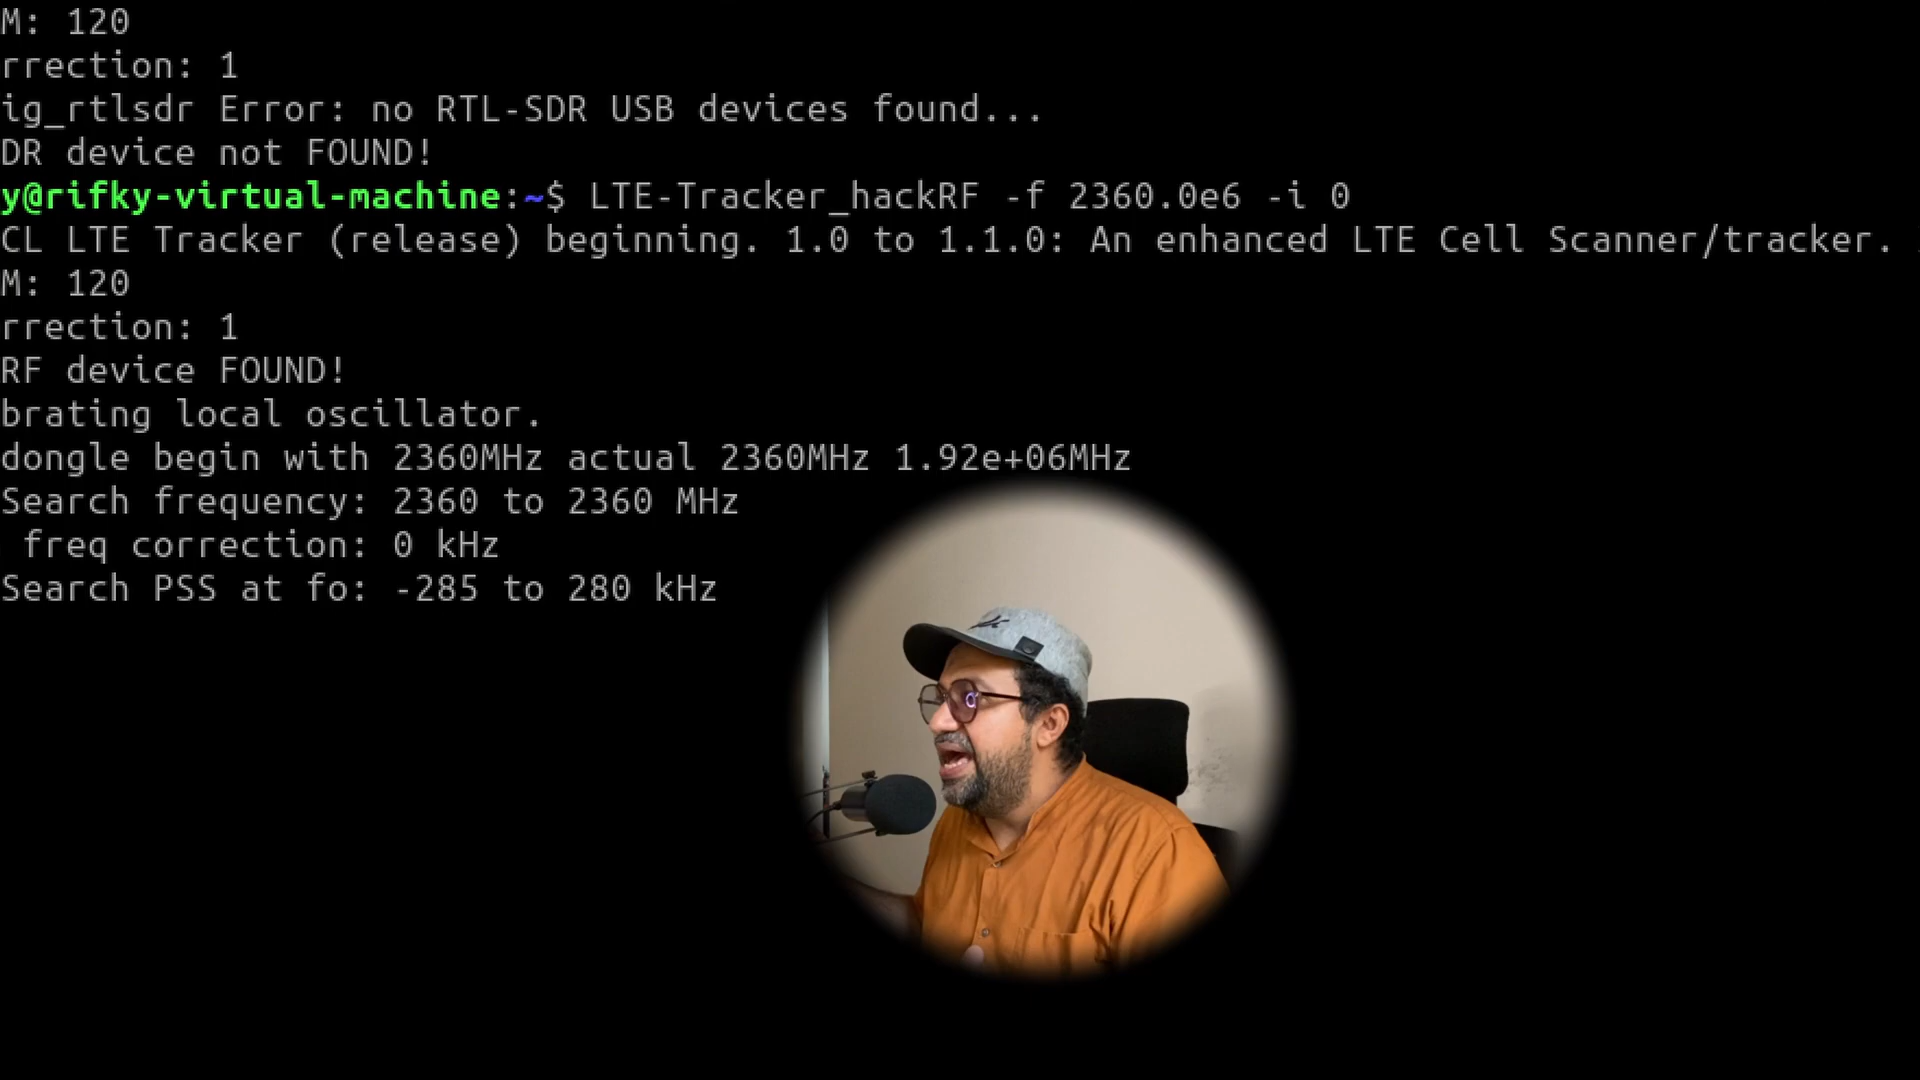 M: 120
rrection: 1
ig_rtlsdr Error: no RTL-SDR USB devices found...
DR device not FOUND!
y@rifky-virtual-machine:~$ LTE-Tracker_hackRF -f 2360.0e6 -i 0
CL LTE Tracker (release) beginning. 1.0 to 1.1.0: An enhanced LTE Cell Scanner/tracker.
M: 120
rrection: 1
RF device FOUND!
brating local oscillator.
dongle begin with 2360MHz actual 2360MHz 1.92e+06MHz
Search frequency: 2360 to 2360 MHz
freq correction: 0 kHz
Search PSS at fo: -285 to 280 kHz